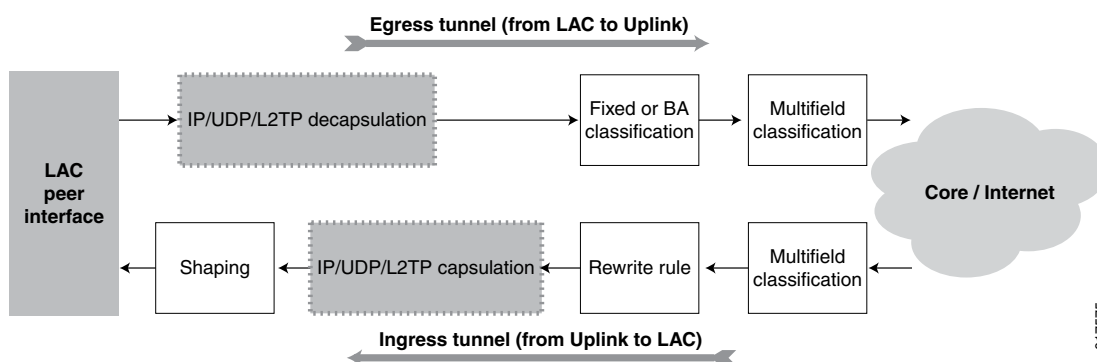 Egress tunnel (from LAC to Uplink)
LAC
peer
interface
IP/UDP/L2TP decapsulation
Fixed or BA
classification
Multifield
classification
Core / Internet
Shaping
IP/UDP/L2TP capsulation
Rewrite rule
Multifield
classification
Ingress tunnel (from Uplink to LAC)